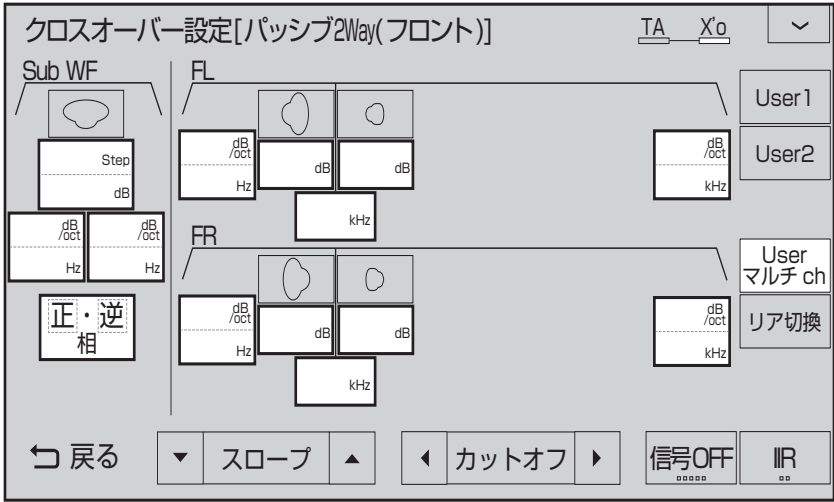 クロスオーバー設定[パッシブ2Way(フロント)]
TA X'o
Sub WF
FL
User1
User2
Step
dB
dB/oct
Hz
dB/oct
Hz
正・逆
相
dB/oct
Hz
dB
dB
kHz
dB/oct
kHz
FR
dB/oct
Hz
dB
dB
kHz
dB/oct
kHz
User
マルチ ch
リア切換
戻る
スロープ
カットオフ
信号OFF
IIR